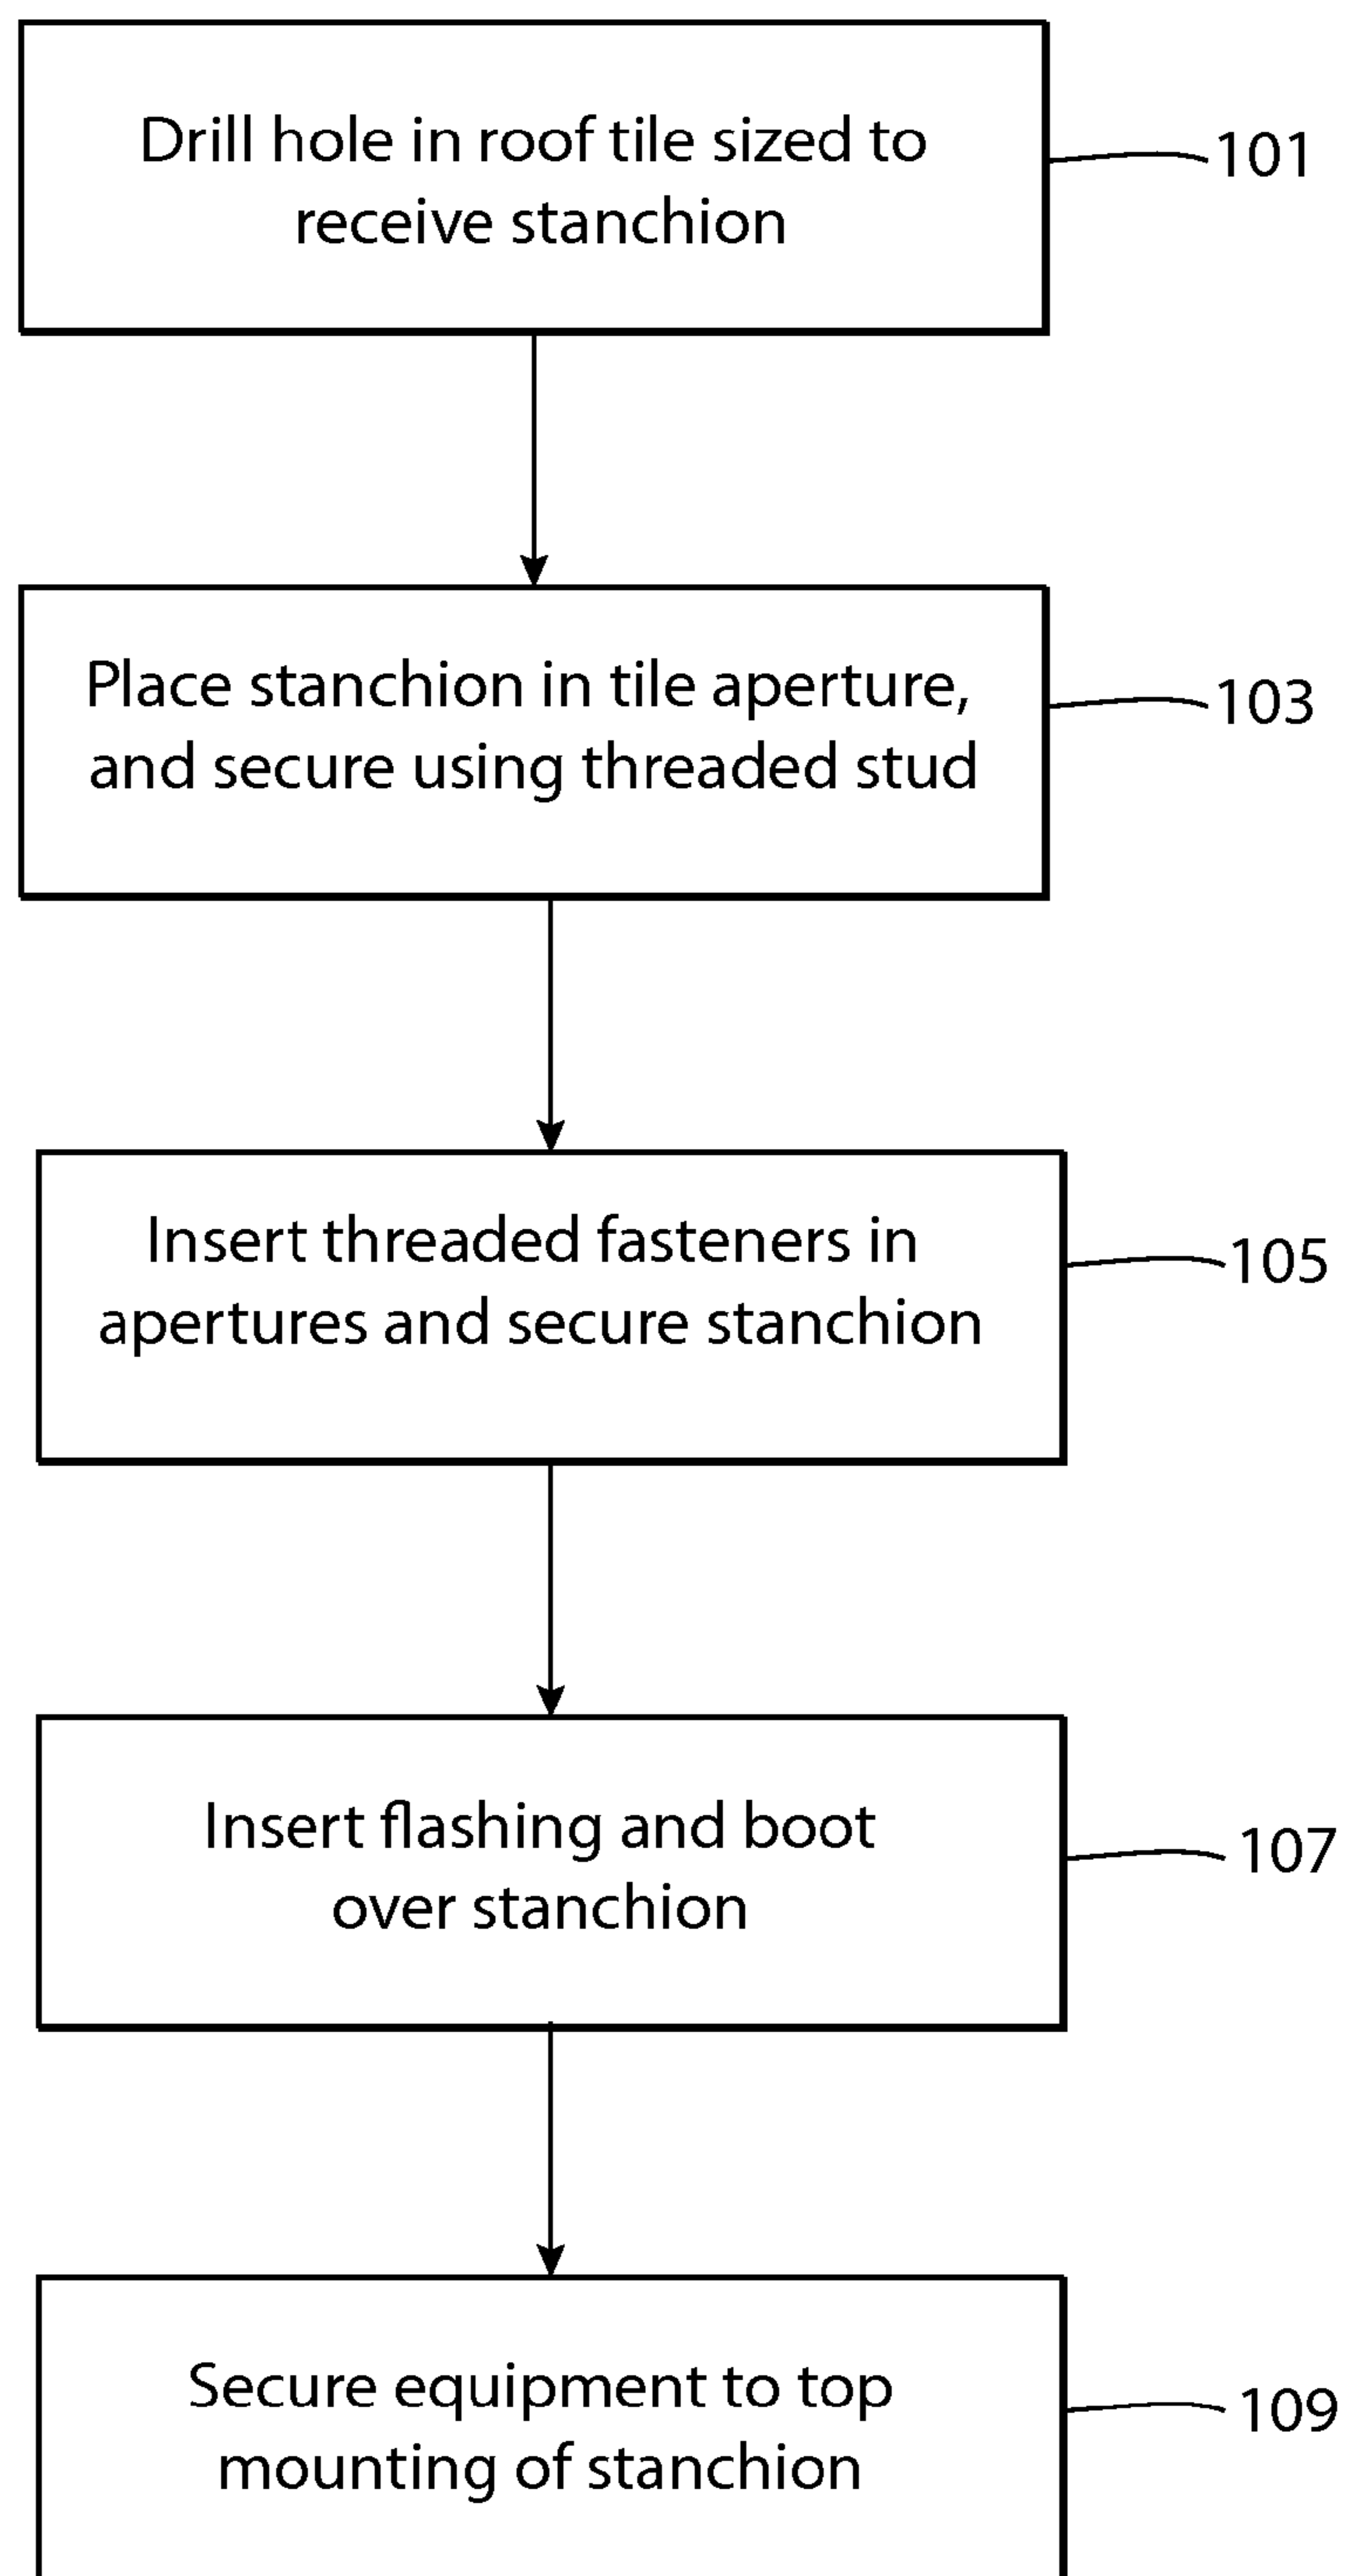 Drill hole in roof tile sized to
receive stanchion
101
Place stanchion in tile aperture,
and secure using threaded stud
103
Insert threaded fasteners in
apertures and secure stanchion
105
Insert flashing and boot
over stanchion
107
Secure equipment to top
mounting of stanchion
109